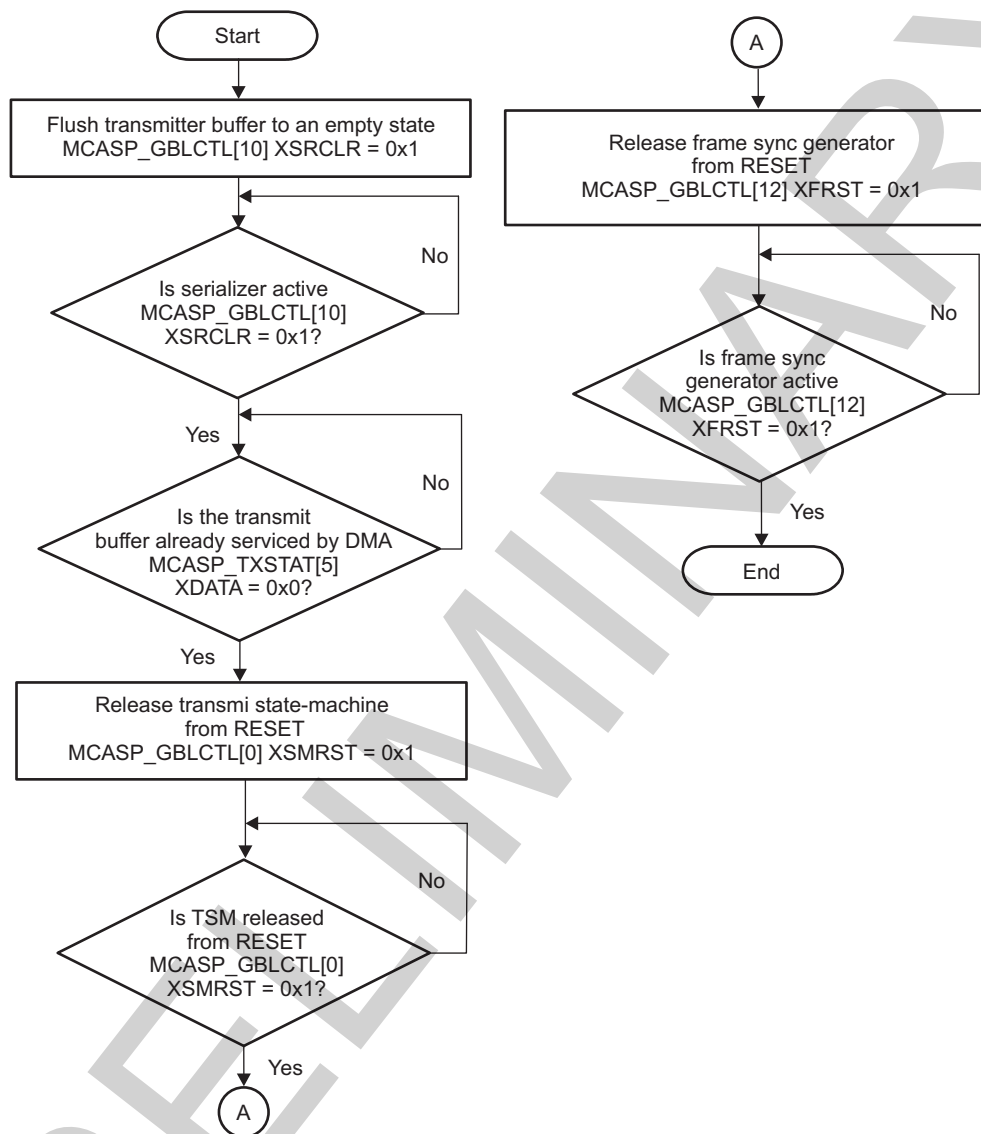 Start
Flush transmitter buffer to an empty state
MCASP_GBLCTL[10] XSRCLR = 0x1
No
Is serializer active
MCASP_GBLCTL[10]
XSRCLR = 0x1?
Yes
No
Is the transmit
buffer already serviced by DMA
MCASP_TXSTAT[5]
XDATA = 0x0?
Yes
Release transmi state-machine
from RESET
MCASP_GBLCTL[0] XSMRST = 0x1
No
Is TSM released
from RESET
MCASP_GBLCTL[0]
XSMRST = 0x1?
Yes
A
A
Release frame sync generator
from RESET
MCASP_GBLCTL[12] XFRST = 0x1
No
Is frame sync
generator active
MCASP_GBLCTL[12]
XFRST = 0x1?
Yes
End
ELIMINARY